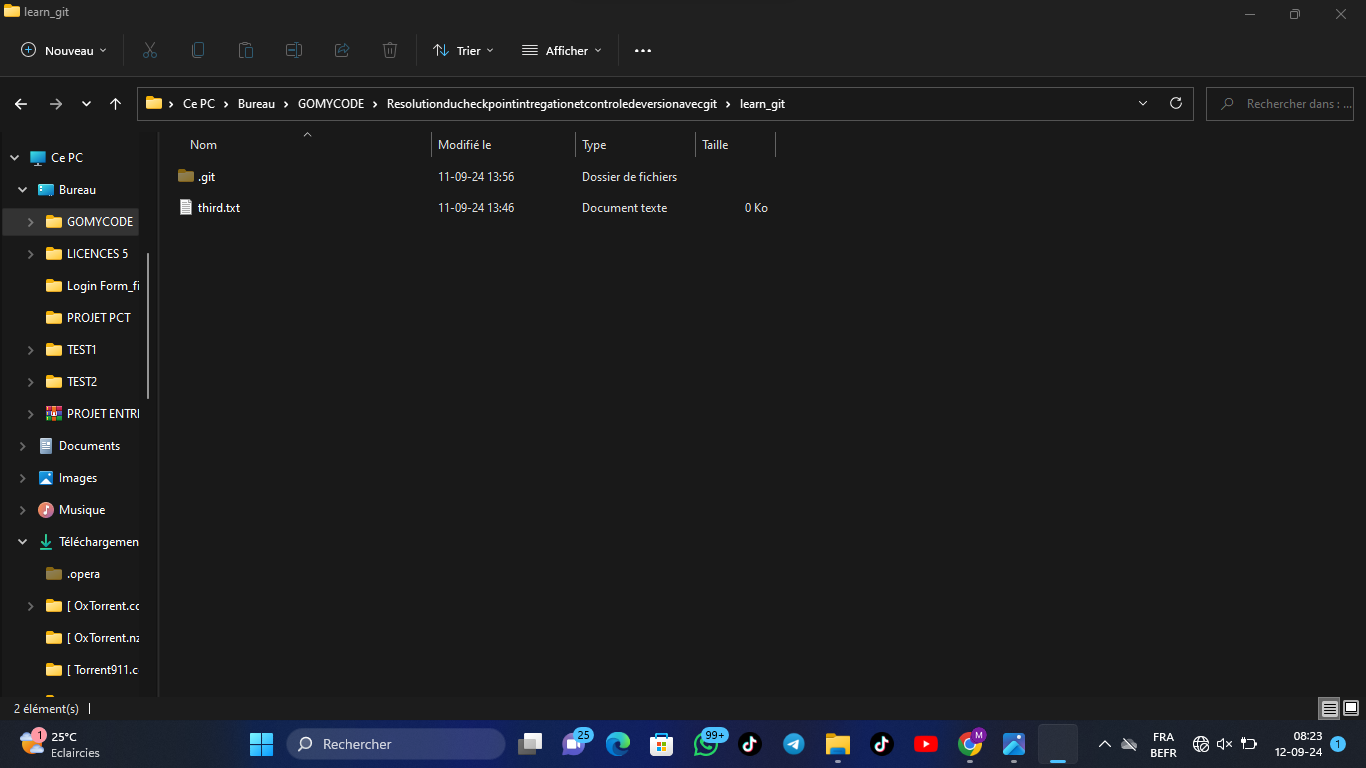 learn_git
Nouveau
Trier
Afficher
Ce PC
Bureau
GOMYCODE
Resolutionducheckpointintregationetcontroledeversionavecgit
learn_git
Rechercher dans : ...
Nom
Modifié le
Type
Taille
.git
11-09-24 13:56
Dossier de fichiers
third.txt
11-09-24 13:46
Document texte
0 Ko
Ce PC
Bureau
GOMYCODE
LICENCES 5
Login Form_fi
PROJET PCT
TEST1
TEST2
PROJET ENTRE
Documents
Images
Musique
Téléchargemen
.opera
[ OxTorrent.cc
[ OxTorrent.nz
[ Torrent911.c
2 élément(s)
1
25°C
Eclaircies
Rechercher
25
99+
M
FRA
BEFR
08:23
12-09-24
1